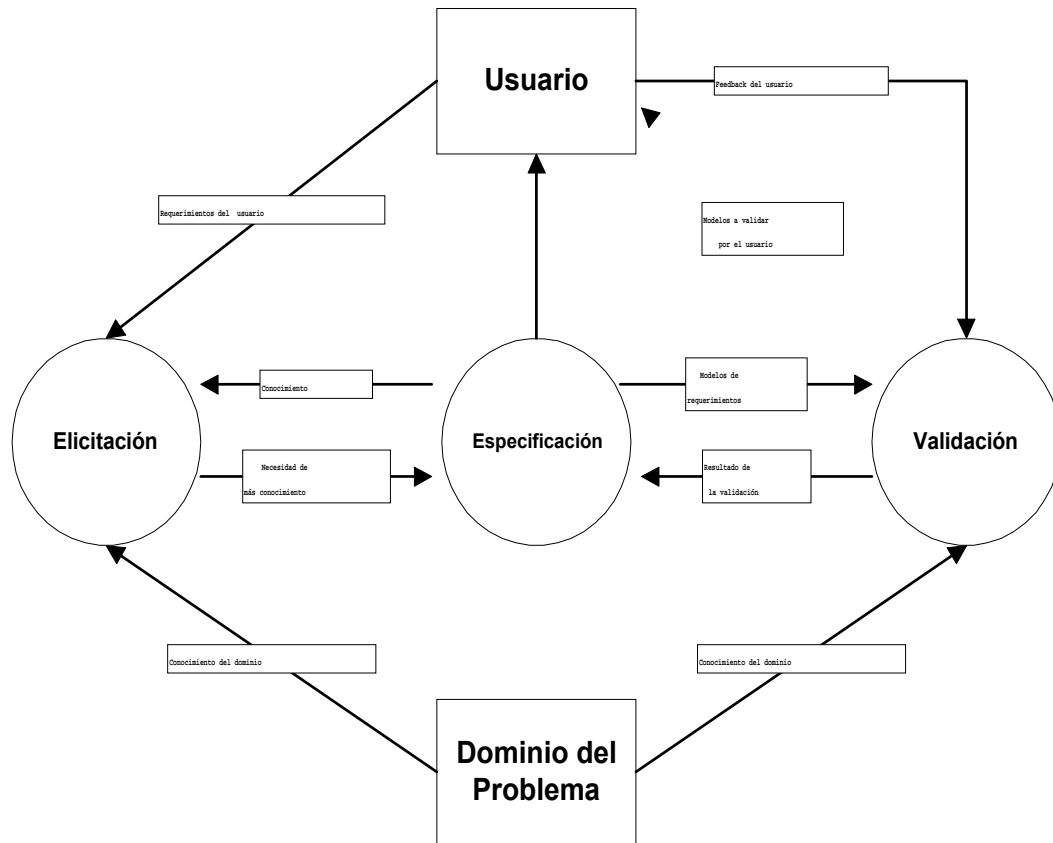 Usuario
Feedback del usuario
Requerimientos del usuario
Modelos a validar
por el usuario
Conocimiento
Modelos de
requerimientos
Elicitación
Especificación
Validación
Necesidad de
más conocimiento
Resultado de
la validación
Conocimiento del dominio
Conocimiento del dominio
Dominio del
Problema